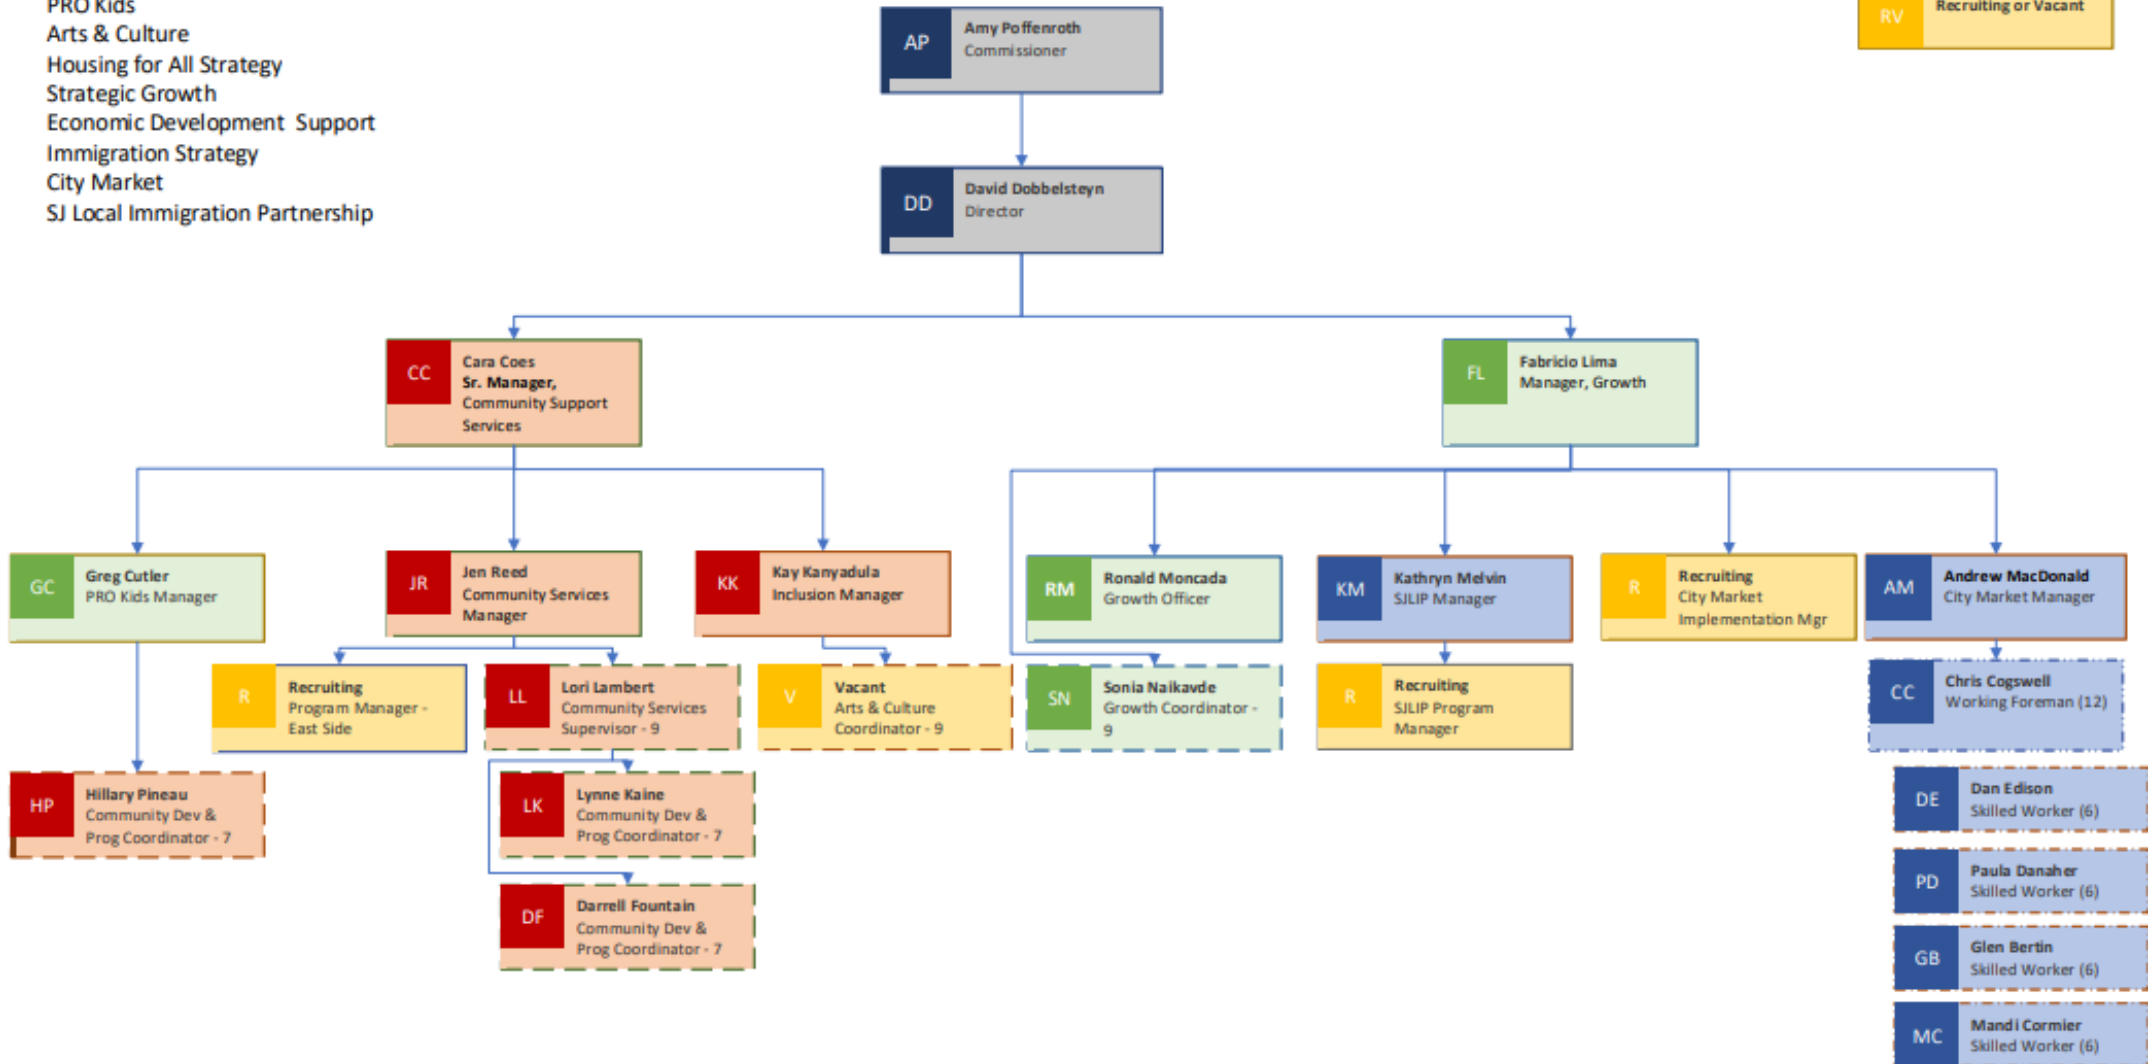 PRO Kids
Arts & Culture
Housing for All Strategy
Strategic Growth
Economic Development Support
Immigration Strategy
City Market
SJ Local Immigration Partnership
RV
Recruiting or Vacant
AP
Amy Poffenroth
Commissioner
DD
David Dobbelsteyn
Director
CC
Cara Coes
Sr. Manager,
Community Support
Services
FL
Fabricio Lima
Manager, Growth
GC
Greg Cutler
PRO Kids Manager
JR
Jen Reed
Community Services
Manager
KK
Kay Kanyadula
Inclusion Manager
RM
Ronald Moncada
Growth Officer
KM
Kathryn Melvin
SJLIP Manager
R
Recruiting
City Market
Implementation Mgr
AM
Andrew MacDonald
City Market Manager
R
Recruiting
Program Manager -
East Side
LL
Lori Lambert
Community Services
Supervisor - 9
V
Vacant
Arts & Culture
Coordinator - 9
SN
Sonia Naikavde
Growth Coordinator -
9
R
Recruiting
SJLIP Program
Manager
CC
Chris Cogswell
Working Foreman (12)
HP
Hillary Pineau
Community Dev &
Prog Coordinator - 7
LK
Lynne Kaine
Community Dev &
Prog Coordinator - 7
DE
Dan Edison
Skilled Worker (6)
DF
Darrell Fountain
Community Dev &
Prog Coordinator - 7
PD
Paula Danaher
Skilled Worker (6)
GB
Glen Bertin
Skilled Worker (6)
MC
Mandi Cormier
Skilled Worker (6)